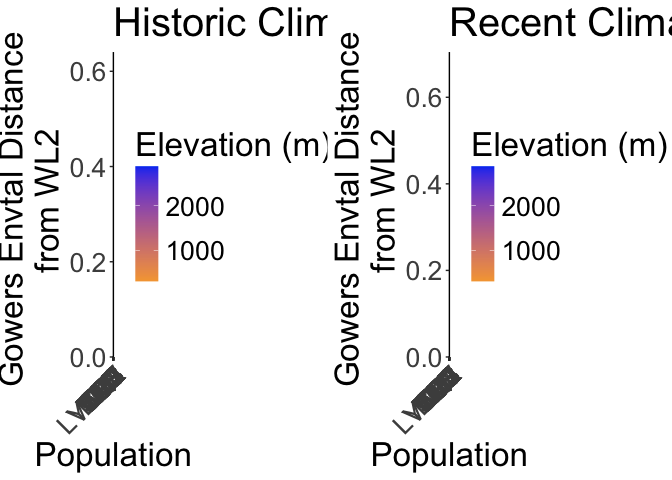 Historic Clim
Gowers Envtal Distance
from WL2
0.6
0.4
0.2
0.0
Elevation (m)
2000
1000
Population
Recent Clima
Gowers Envtal Distance
from WL2
0.6
0.4
0.2
0.0
Elevation (m)
2000
1000
Population